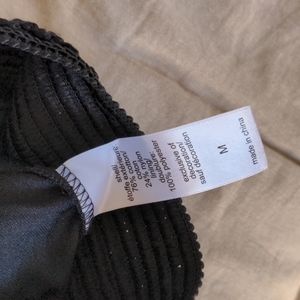 shell/
étoffe extérieure:
76% cotton/
coton
24% nylon
lining/
doublure:
100% polyester
exclusive of
decoration/
sauf
décoration
M
made in china